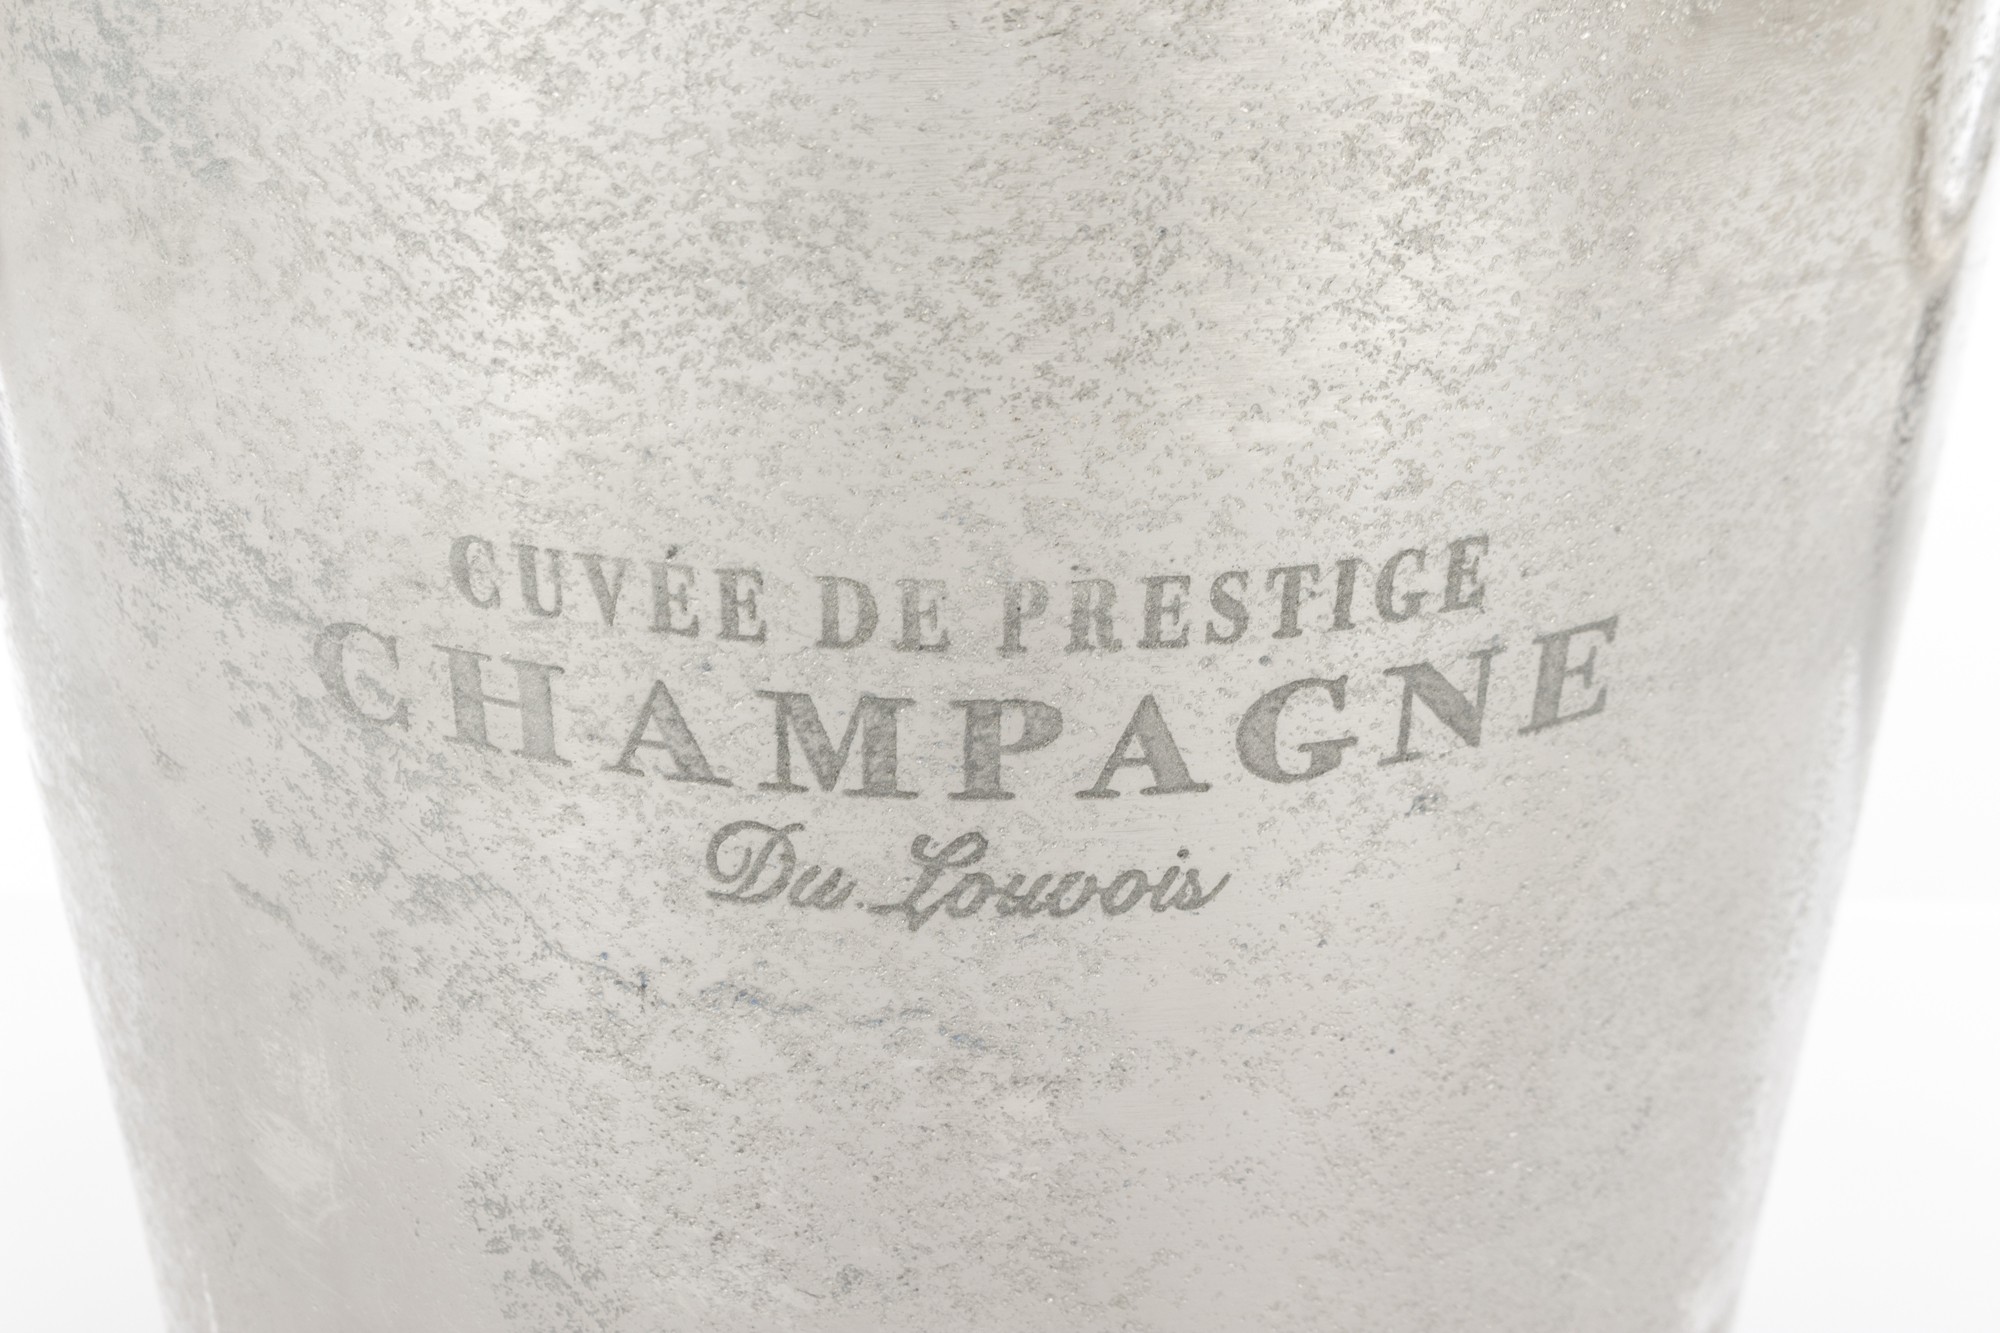 CUVÉE DE PRESTIGE
CHAMPAGNE
Du Louvois